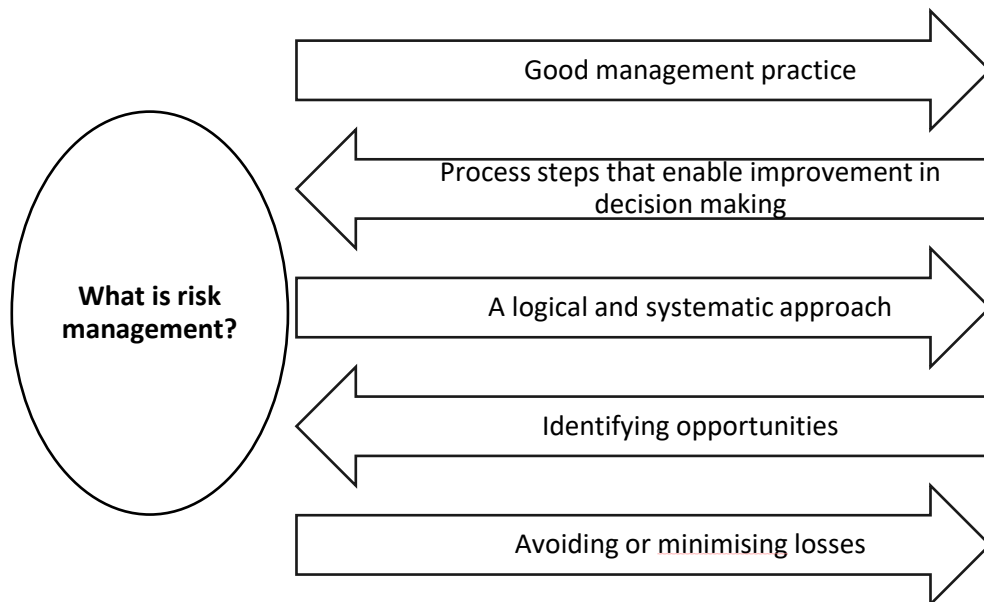 Good management practice
Process steps that enable improvement in
decision making
What is risk
management?
A logical and systematic approach
Identifying opportunities
Avoiding or minimising losses